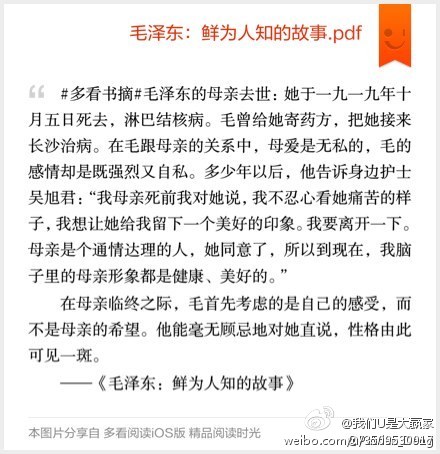 毛泽东：鲜为人知的故事.pdf
“ #多看书摘#毛泽东的母亲去世：她于一九一九年十
月五日死去，淋巴结核病。毛曾给她寄药方，把她接来
长沙治病。在毛跟母亲的关系中，母爱是无私的，毛的
感情却是既强烈又自私。多少年以后，他告诉身边护士
吴旭君：“我母亲死前我对她说，我不忍心看她痛苦的样
子，我想让她给我留下一个美好的印象。我要离开一下。
母亲是个通情达理的人，她同意了，所以到现在，我脑
子里的母亲形象都是健康、美好的。”
在母亲临终之际，毛首先考虑的是自己的感受，而
不是母亲的希望。他能毫无顾忌地对她直说，性格由此
可见一斑。
——《毛泽东：鲜为人知的故事》
本图片分享自 多看阅读iOS版 精品阅读时光
@我们U是大赢家